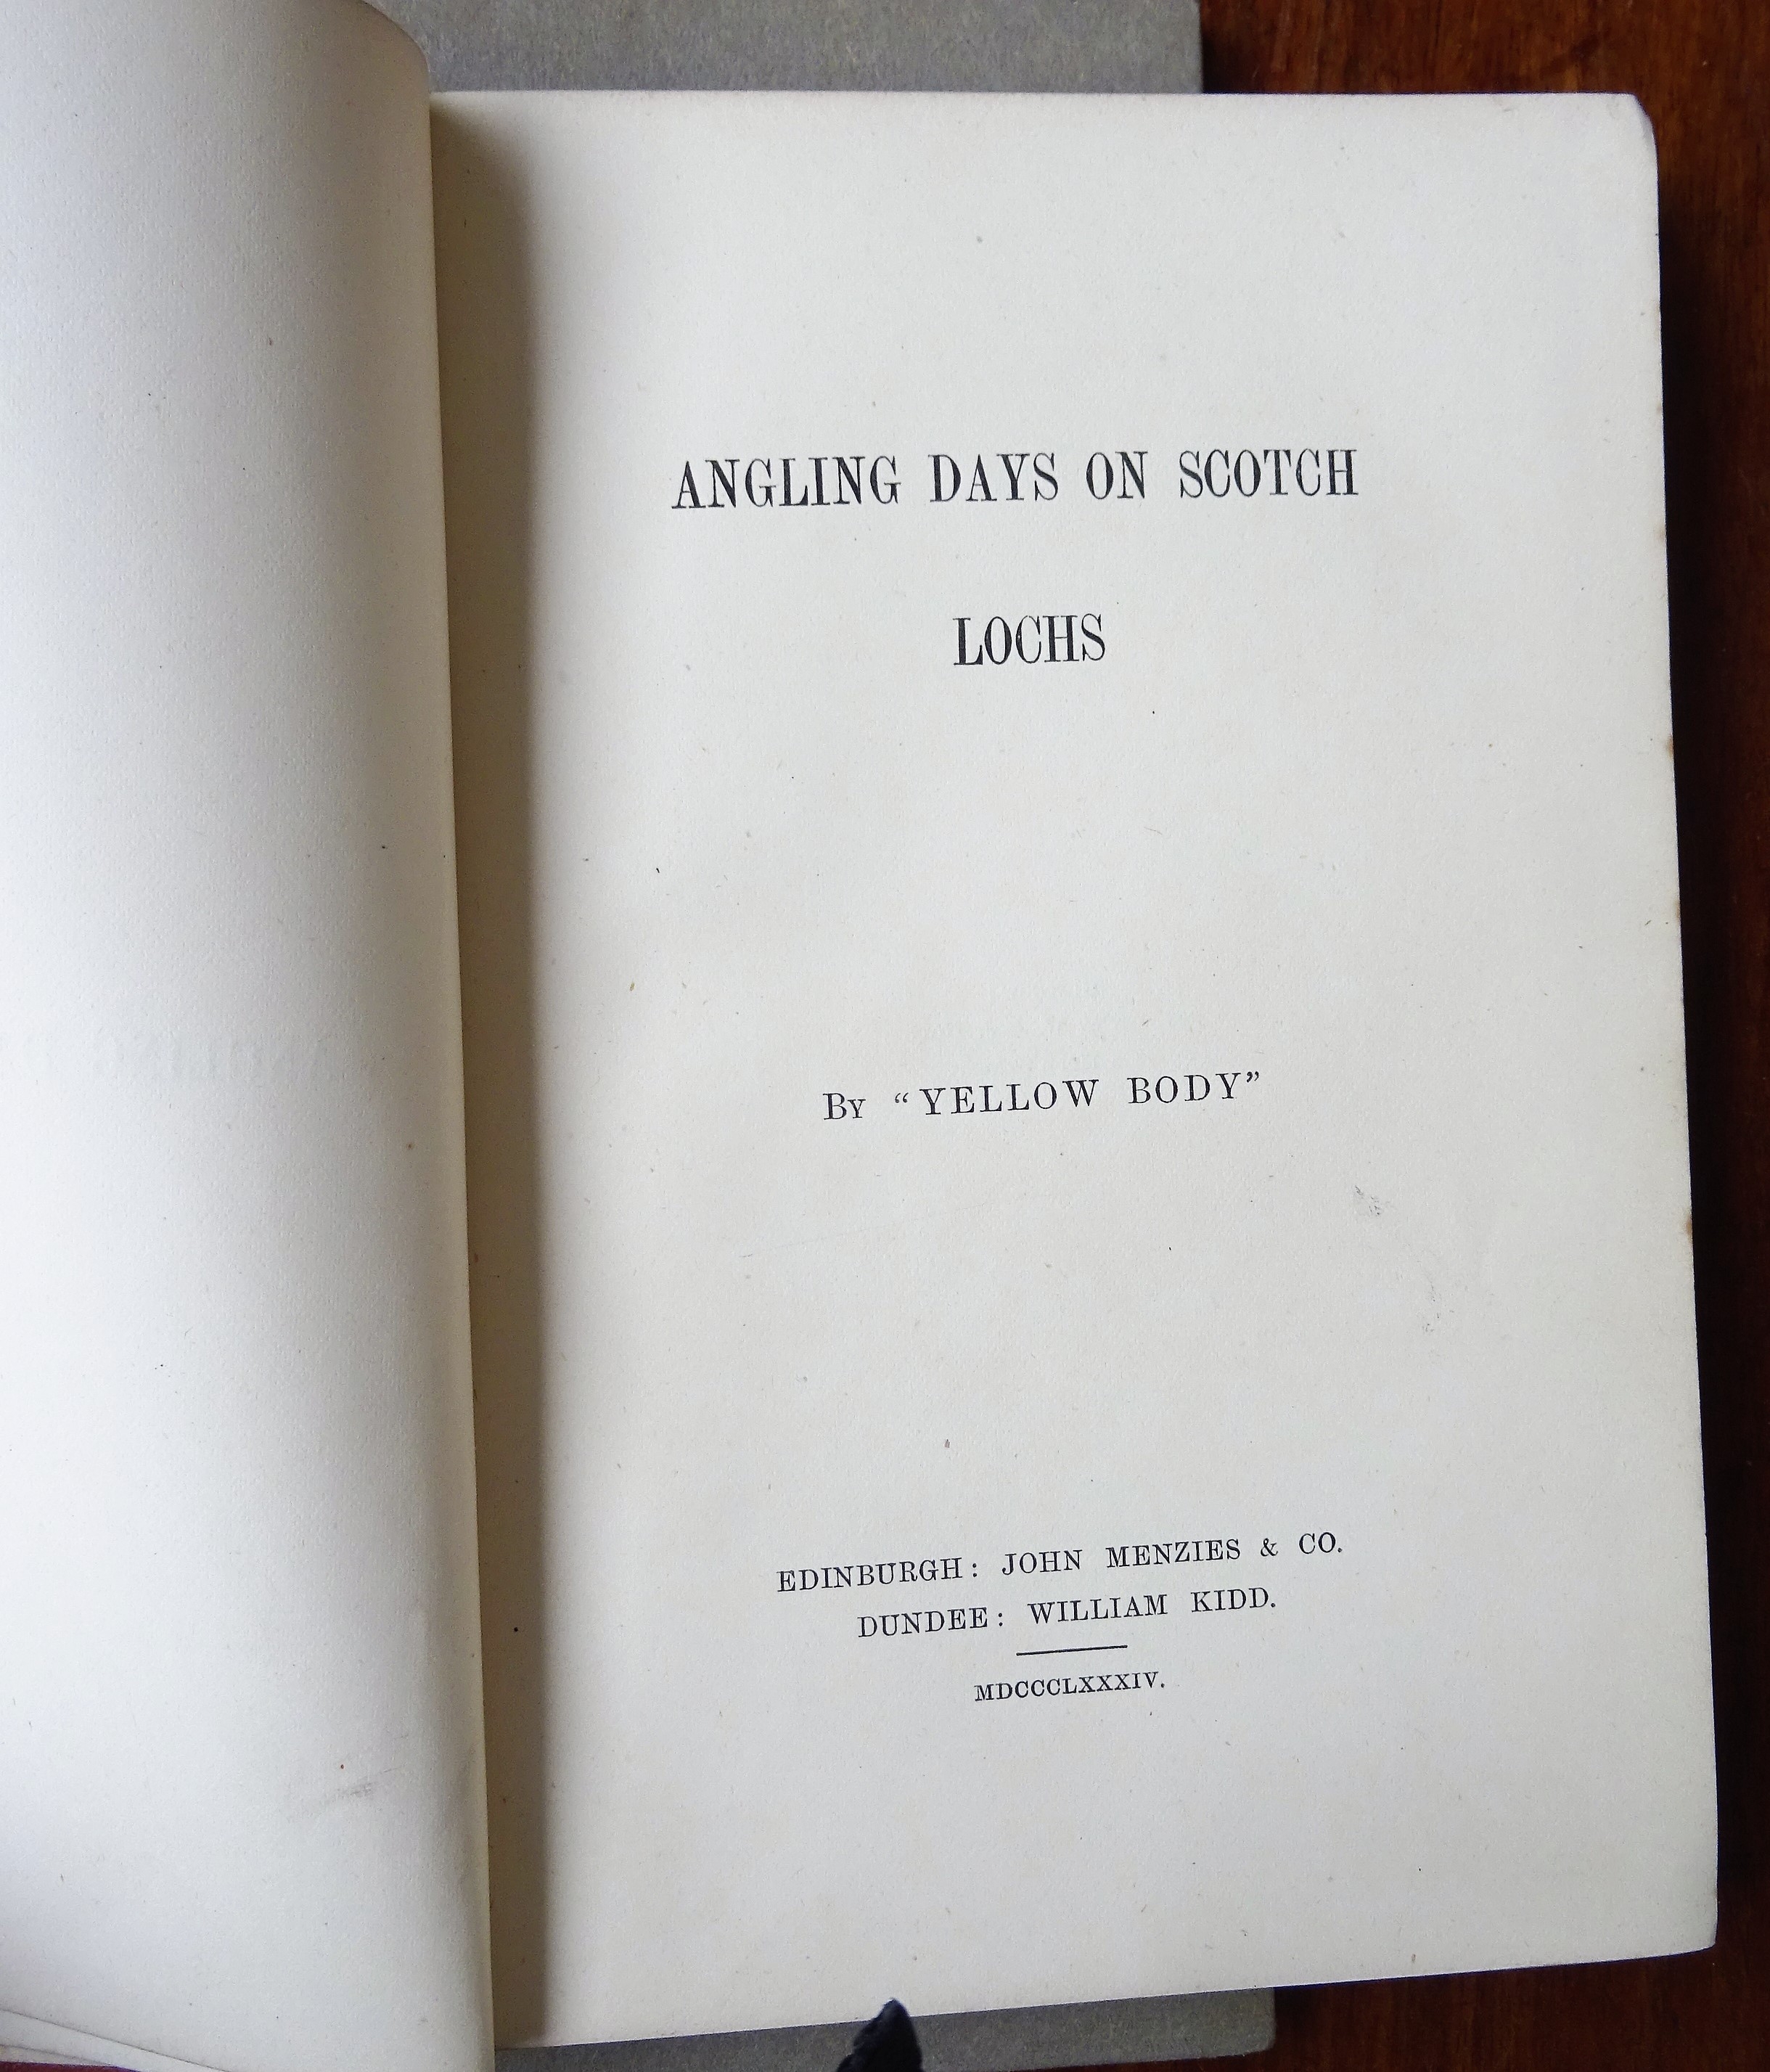 ANGLING DAYS ON SCOTCH
LOCHS
By “YELLOW BODY”
EDINBURGH: JOHN MENZIES & CO.
DUNDEE: WILLIAM KIDD.
MDCCCLXXXIV.